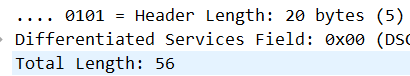 .... 0101 = Header Length: 20 bytes (5)
Differentiated Services Field: 0x00 (DSC
Total Length: 56